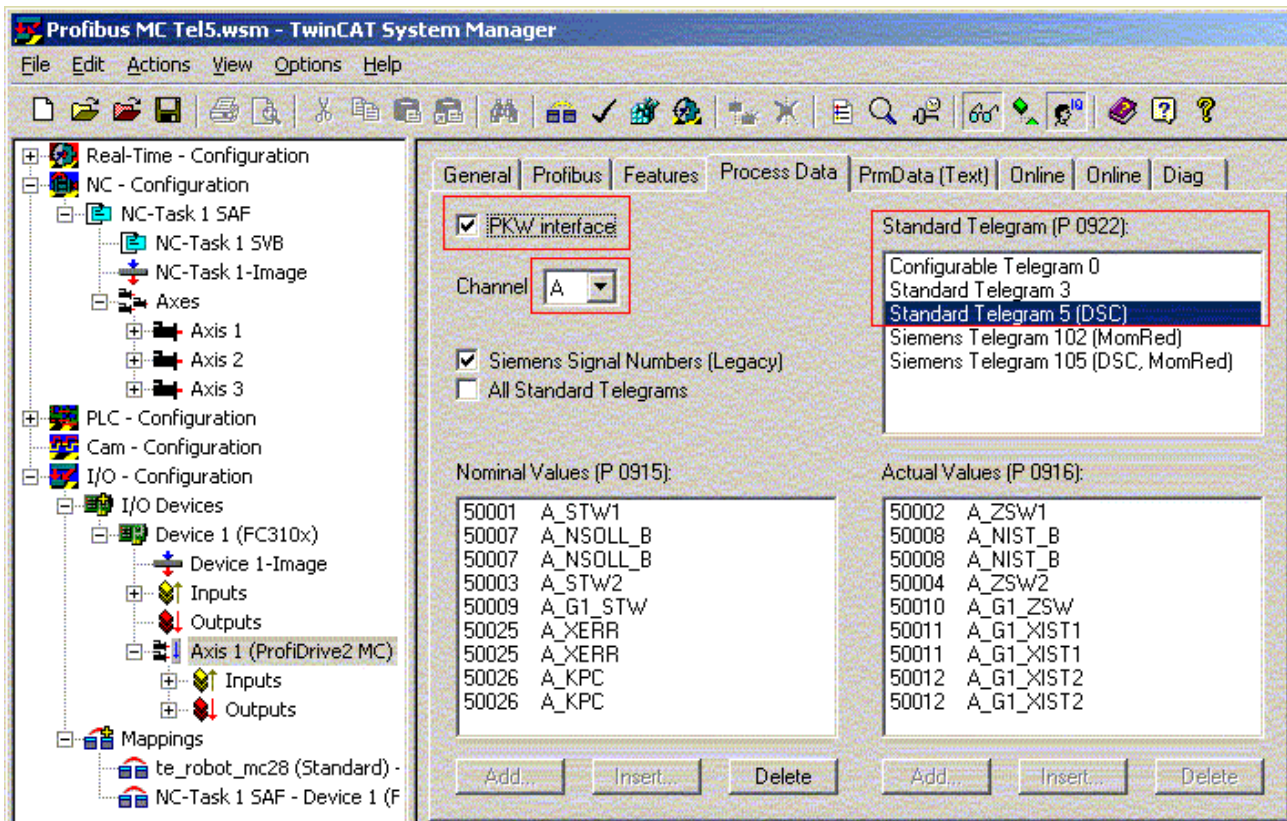 Profibus MC Tel5.wsm - TwinCAT System Manager
File Edit Actions View Options Help
Real-Time - Configuration
NC - Configuration
NC-Task 1 SAF
NC-Task 1 SVB
NC-Task 1-Image
Axes
Axis 1
Axis 2
Axis 3
PLC - Configuration
Cam - Configuration
I/O - Configuration
I/O Devices
Device 1 (FC310x)
Device 1-Image
Inputs
Outputs
Axis 1 (ProfiDrive2 MC)
Inputs
Outputs
Mappings
te_robot_mc28 (Standard) -
NC-Task 1 SAF - Device 1 (F
General Profibus Features Process Data PrmData (Text) Online Online Diag
PKW interface
Channel A
Siemens Signal Numbers (Legacy)
All Standard Telegrams
Standard Telegram (P 0922):
Configurable Telegram 0
Standard Telegram 3
Standard Telegram 5 (DSC)
Siemens Telegram 102 (MomRed)
Siemens Telegram 105 (DSC, MomRed)
Nominal Values (P 0915):
50001 A_STW1
50007 A_NSOLL_B
50007 A_NSOLL_B
50003 A_STW2
50009 A_G1_STW
50025 A_XERR
50025 A_XERR
50026 A_KPC
50026 A_KPC
Add... Insert... Delete
Actual Values (P 0916):
50002 A_ZSW1
50008 A_NIST_B
50008 A_NIST_B
50004 A_ZSW2
50010 A_G1_ZSW
50011 A_G1_XIST1
50011 A_G1_XIST1
50012 A_G1_XIST2
50012 A_G1_XIST2
Add... Insert... Delete